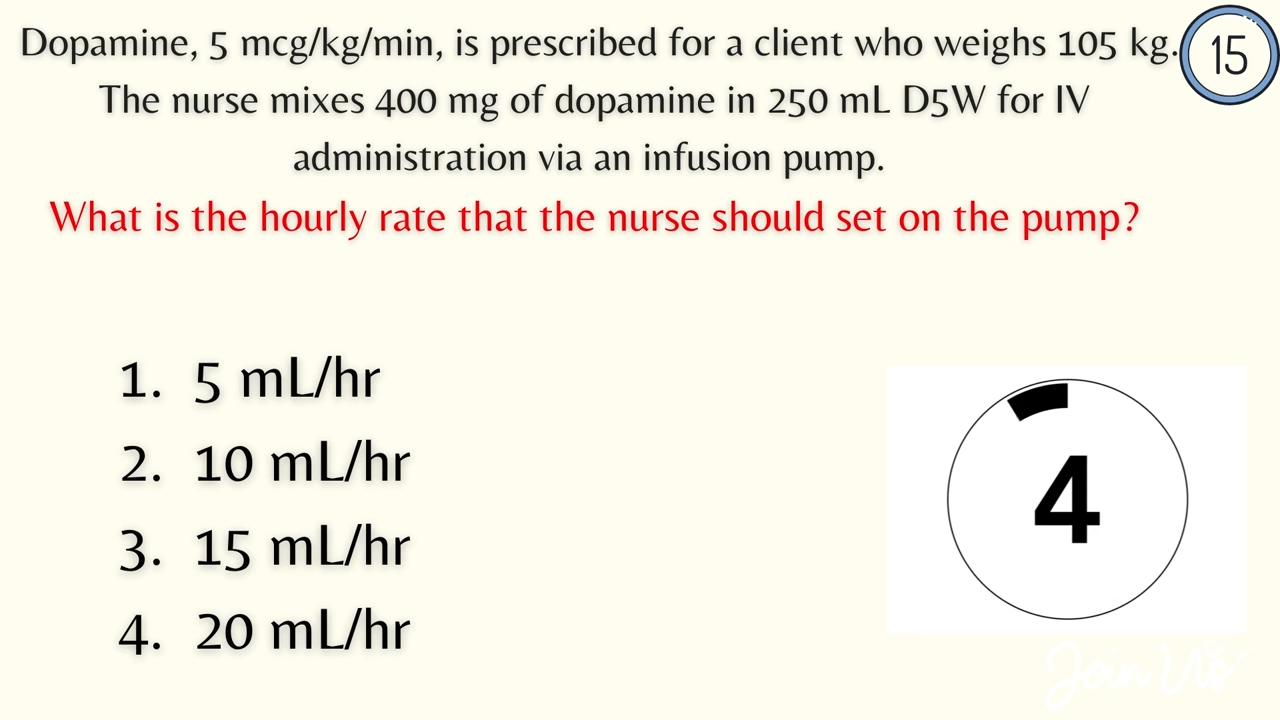 Dopamine, 5 mcg/kg/min, is prescribed for a client who weighs 105 kg.
15
The nurse mixes 400 mg of dopamine in 250 mL D5W for IV
administration via an infusion pump.
What is the hourly rate that the nurse should set on the pump?
1. 5 mL/hr
2. 10 mL/hr
3. 15 mL/hr
4. 20 mL/hr
4
Join Us